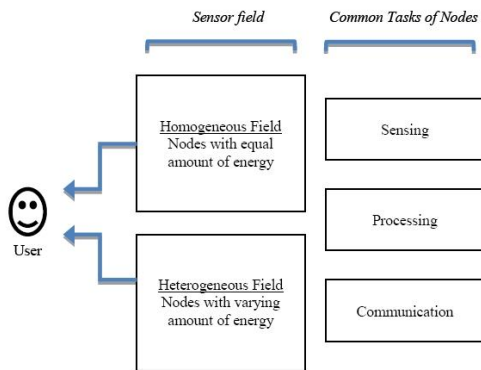 Sensor field
Common Tasks of Nodes
Homogeneous Field
Nodes with equal
amount of energy
Sensing
Processing
User
Heterogeneous Field
Nodes with varying
amount of energy
Communication